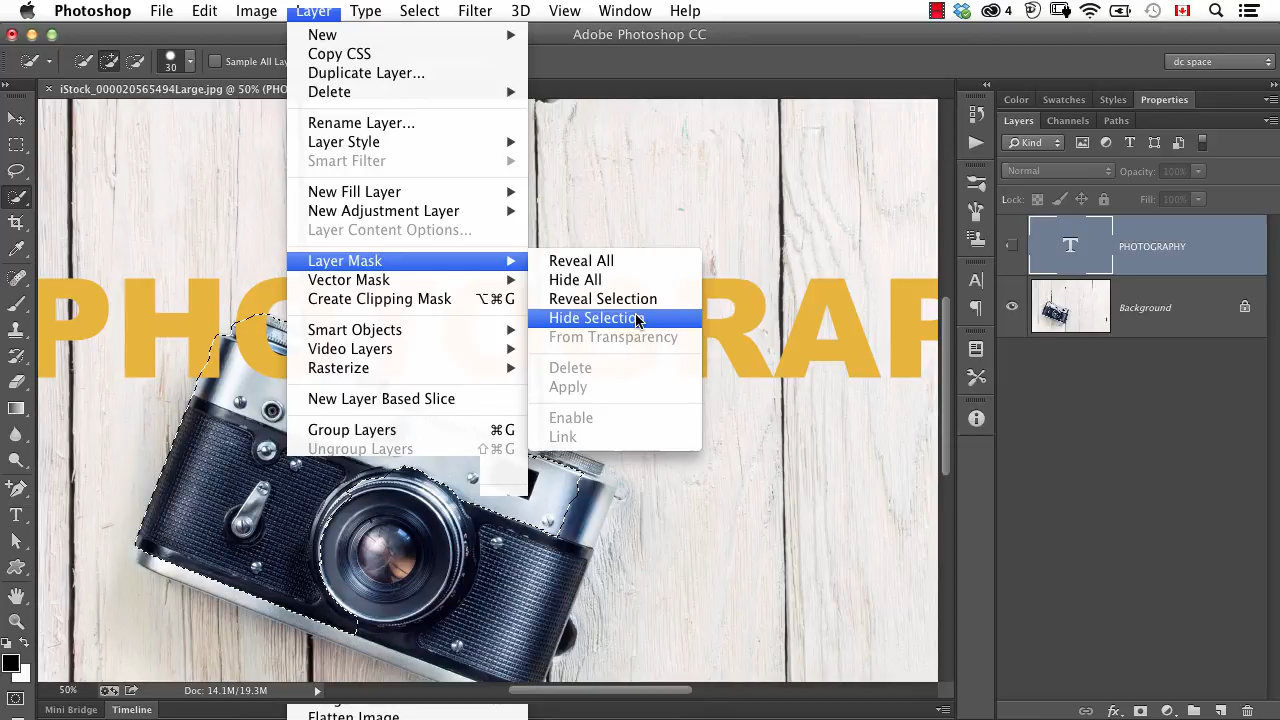 Photoshop File Edit Image Layer Type Select Filter 3D View Window Help 4
Adobe Photoshop CC
30 Sample All Lay dc space
iStock_000020565494Large.jpg @ 50% (PHO
New
Copy CSS
Duplicate Layer...
Delete
Rename Layer...
Layer Style
Smart Filter
New Fill Layer
New Adjustment Layer
Layer Content Options...
Layer Mask
Vector Mask
Create Clipping Mask ⌥⌘G
Smart Objects
Video Layers
Rasterize
New Layer Based Slice
Group Layers ⌘G
Ungroup Layers ⇧⌘G
Flatten Image
Reveal All
Hide All
Reveal Selection
Hide Selection
From Transparency
Delete
Apply
Enable
Link
PHOTOGRAP
Color Swatches Styles Properties
Layers Channels Paths
Kind
Normal Opacity: 100%
Lock: Fill: 100%
T PHOTOGRAPHY
Background
50% Doc: 14.1M/19.3M
Mini Bridge Timeline